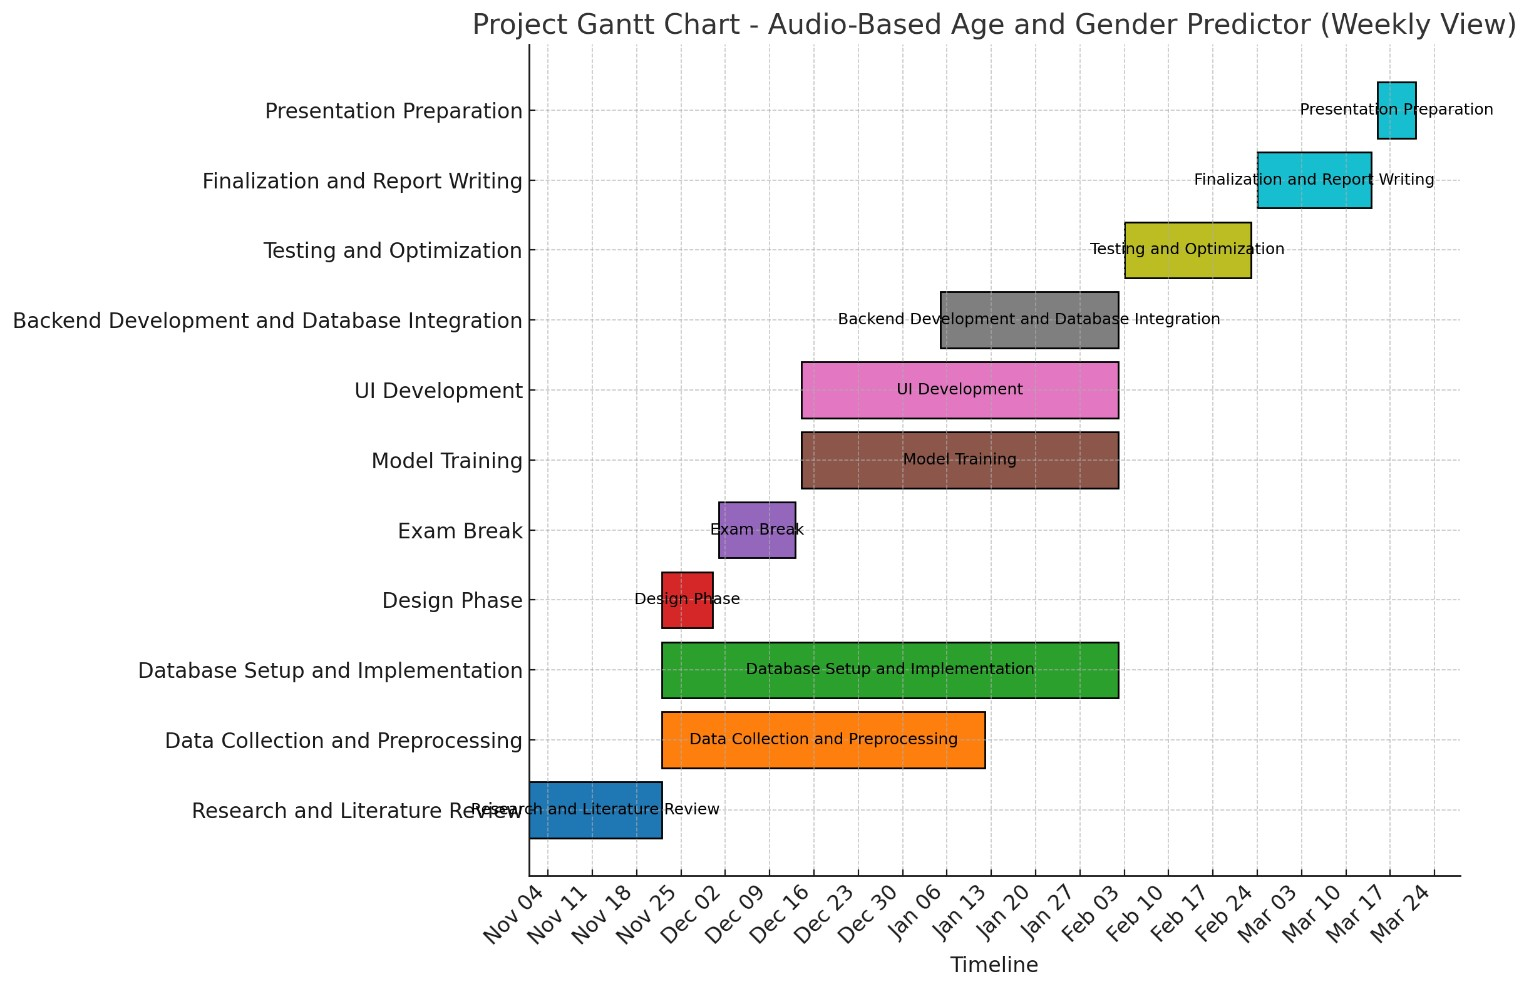 Project Gantt Chart - Audio-Based Age and Gender Predictor (Weekly View)
Presentation Preparation
Presentation Preparation
Finalization and Report Writing
Finalization and Report Writing
Testing and Optimization
Testing and Optimization
Backend Development and Database Integration
Backend Development and Database Integration
UI Development
UI Development
Model Training
Model Training
Exam Break
Exam Break
Design Phase
Design Phase
Database Setup and Implementation
Database Setup and Implementation
Data Collection and Preprocessing
Data Collection and Preprocessing
Research and Literature Review
Research and Literature Review
Nov 04
Nov 11
Nov 18
Nov 25
Dec 02
Dec 09
Dec 16
Dec 23
Dec 30
Jan 06
Jan 13
Jan 20
Jan 27
Feb 03
Feb 10
Feb 17
Feb 24
Mar 03
Mar 10
Mar 17
Mar 24
Timeline